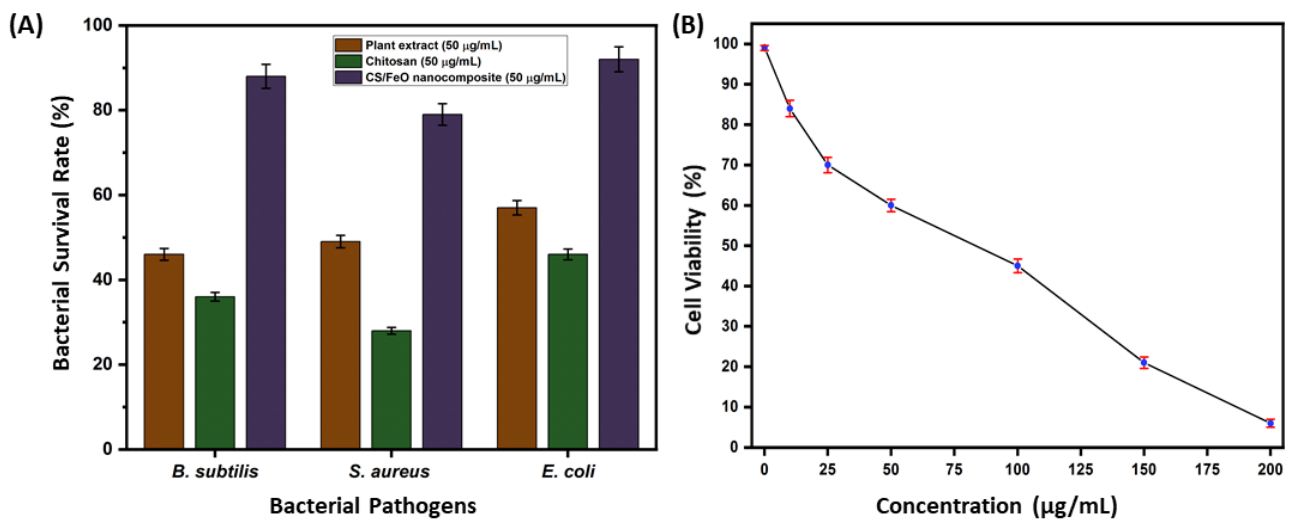 (A)
100
80
60
40
20
0
Bacterial Survival Rate (%)
Plant extract (50 µg/mL)
Chitosan (50 µg/mL)
CS/FeO nanocomposite (50 µg/mL)
B. subtilis S. aureus E. coli
Bacterial Pathogens
(B)
100
90
80
70
60
50
40
30
20
10
0
Cell Viability (%)
0 25 50 75 100 125 150 175 200
Concentration (µg/mL)